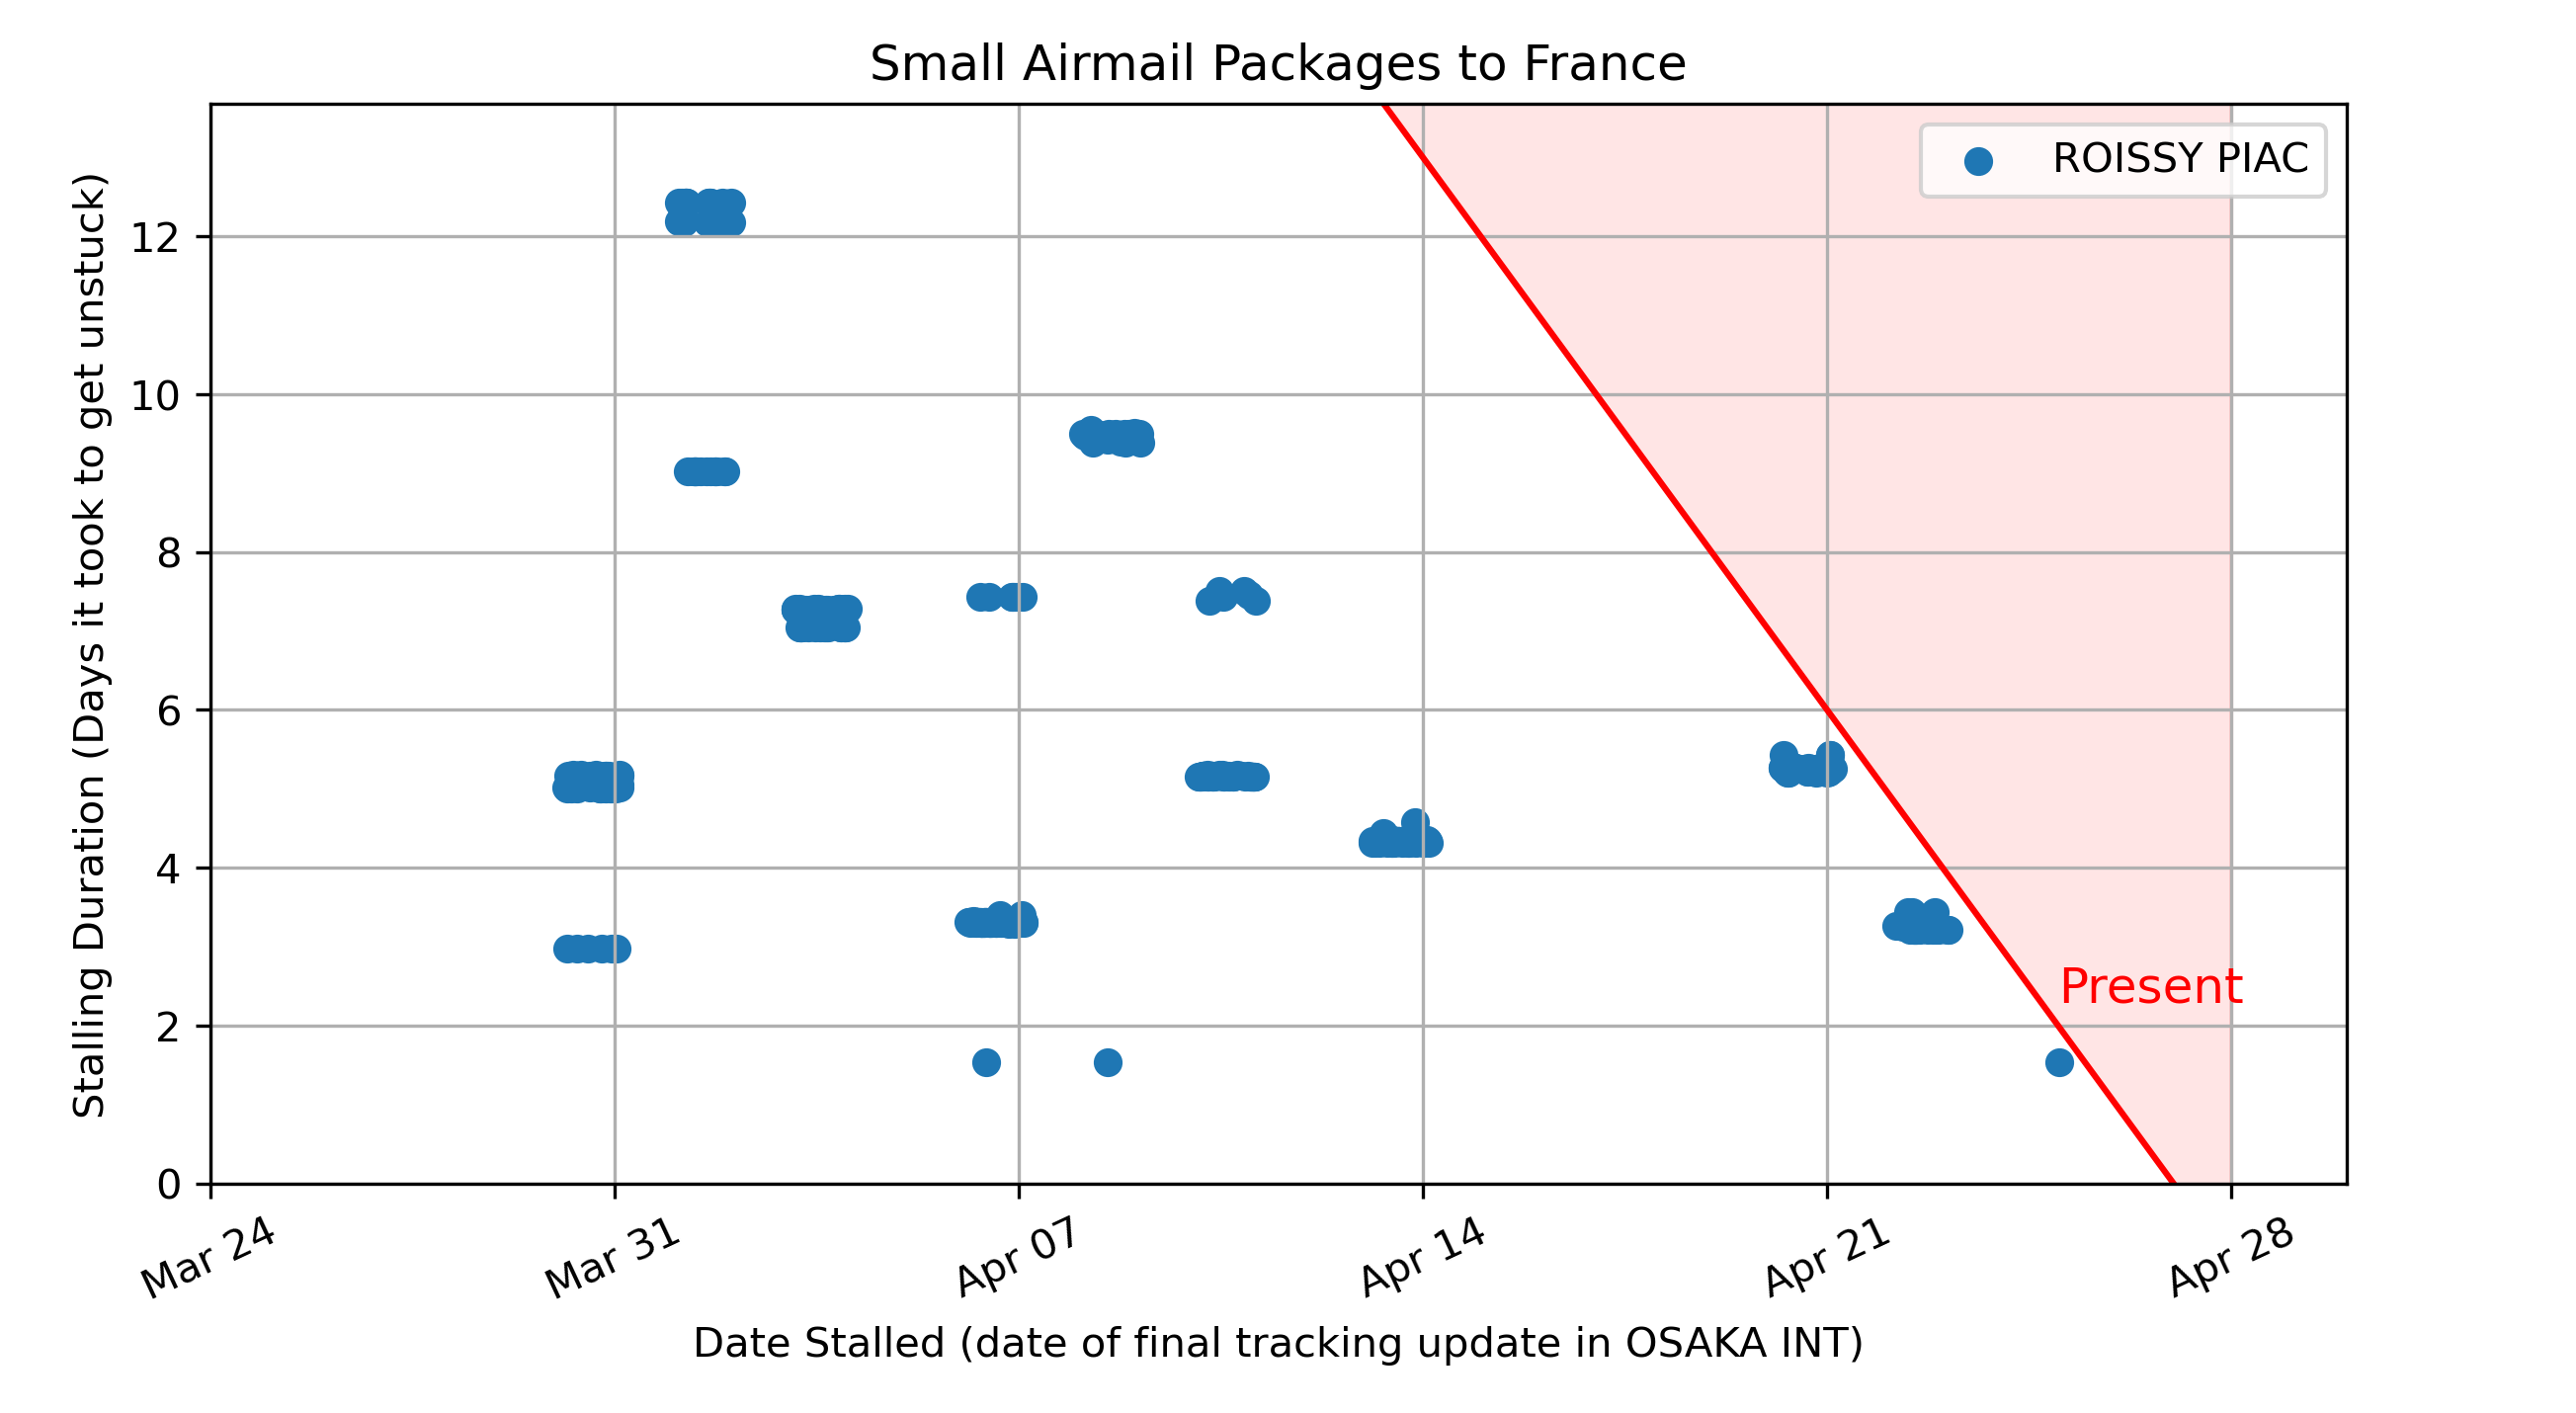 Small Airmail Packages to France
ROISSY PIAC
Stalling Duration (Days it took to get unstuck)
12
10
8
6
4
2
0
Present
Mar 24
Mar 31
Apr 07
Apr 14
Apr 21
Apr 28
Date Stalled (date of final tracking update in OSAKA INT)